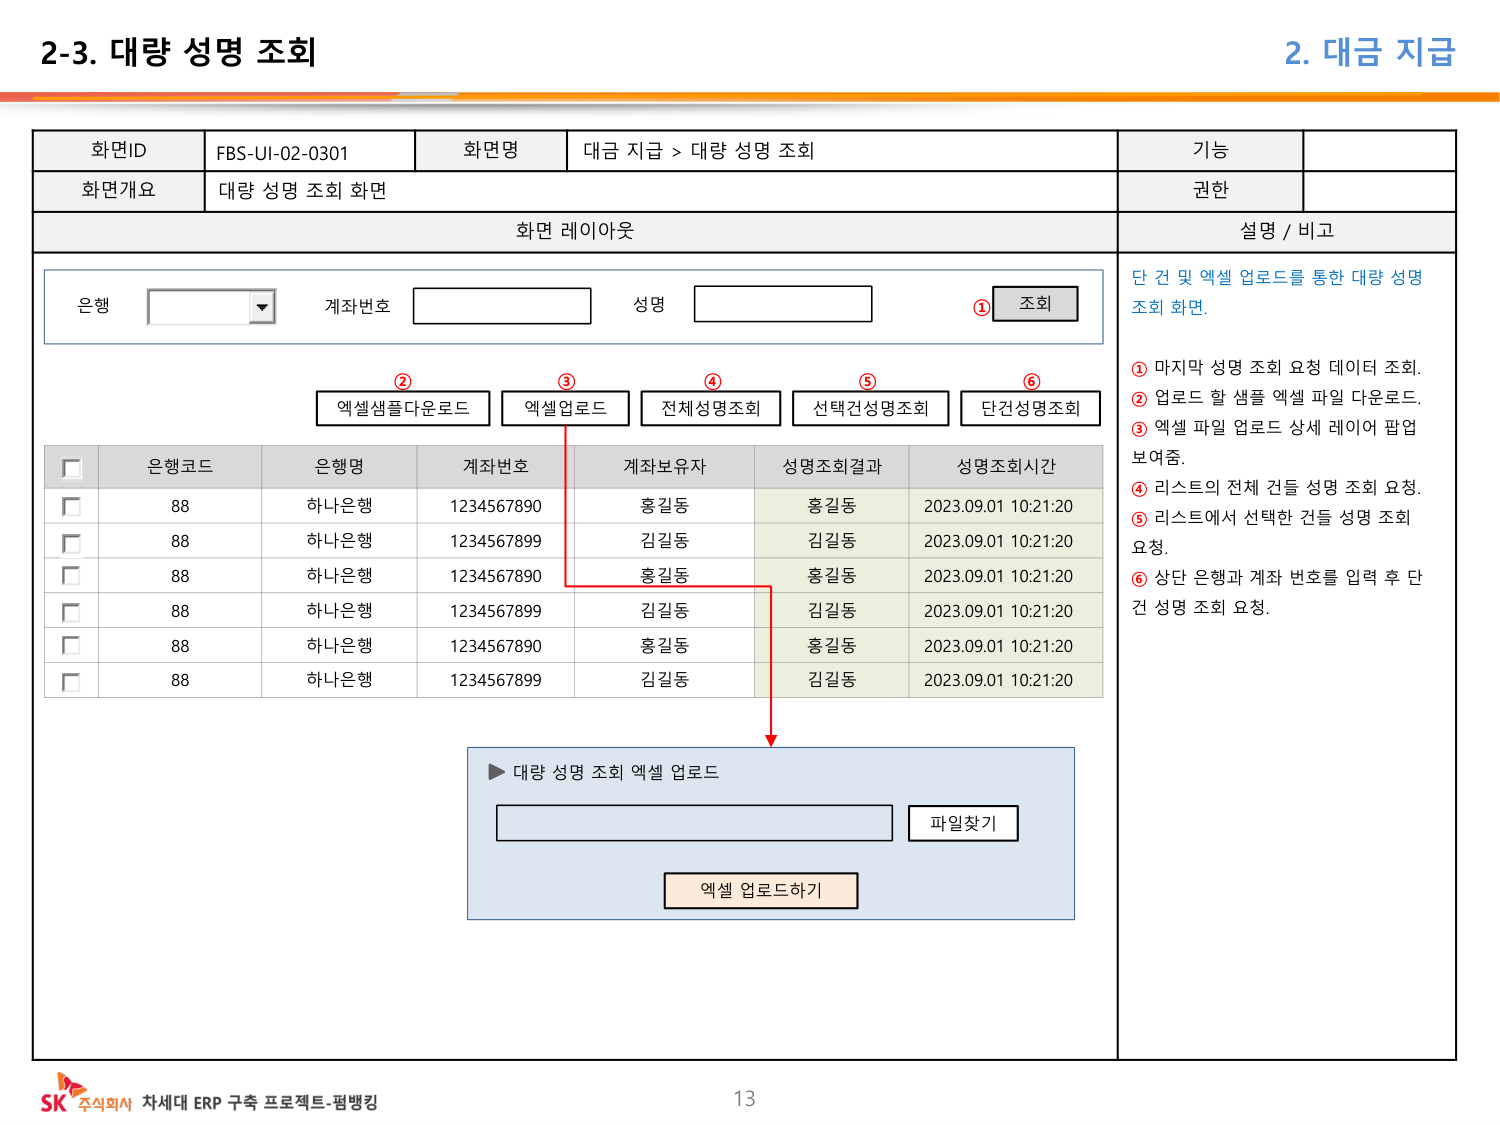 2-3. 대량 성명 조회
2. 대금 지급
화면ID FBS-UI-02-0301 화면명 대금 지급 > 대량 성명 조회 기능
화면개요 대량 성명 조회 화면 권한
화면 레이아웃 설명 / 비고
은행 계좌번호 성명 ① 조회
② ③ ④ ⑤ ⑥
엑셀샘플다운로드 엑셀업로드 전체성명조회 선택건성명조회 단건성명조회
은행코드 은행명 계좌번호 계좌보유자 성명조회결과 성명조회시간
88 하나은행 1234567890 홍길동 홍길동 2023.09.01 10:21:20
88 하나은행 1234567899 김길동 김길동 2023.09.01 10:21:20
88 하나은행 1234567890 홍길동 홍길동 2023.09.01 10:21:20
88 하나은행 1234567899 김길동 김길동 2023.09.01 10:21:20
88 하나은행 1234567890 홍길동 홍길동 2023.09.01 10:21:20
88 하나은행 1234567899 김길동 김길동 2023.09.01 10:21:20
▶ 대량 성명 조회 엑셀 업로드
파일찾기
엑셀 업로드하기
단 건 및 엑셀 업로드를 통한 대량 성명
조회 화면.
① 마지막 성명 조회 요청 데이터 조회.
② 업로드 할 샘플 엑셀 파일 다운로드.
③ 엑셀 파일 업로드 상세 레이어 팝업
보여줌.
④ 리스트의 전체 건들 성명 조회 요청.
⑤ 리스트에서 선택한 건들 성명 조회
요청.
⑥ 상단 은행과 계좌 번호를 입력 후 단
건 성명 조회 요청.
SK 주식회사 차세대 ERP 구축 프로젝트-펌뱅킹
13